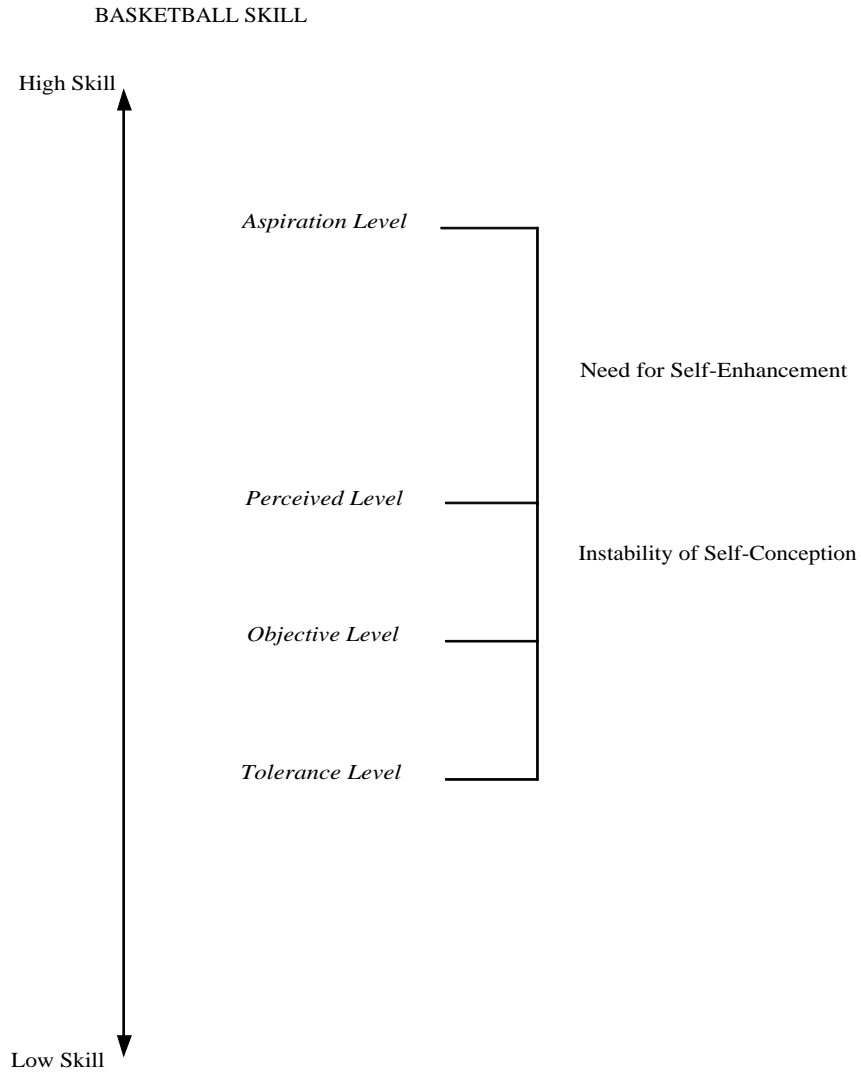 BASKETBALL SKILL
High Skill
Aspiration Level
Need for Self-Enhancement
Perceived Level
Instability of Self-Conception
Objective Level
Tolerance Level
Low Skill